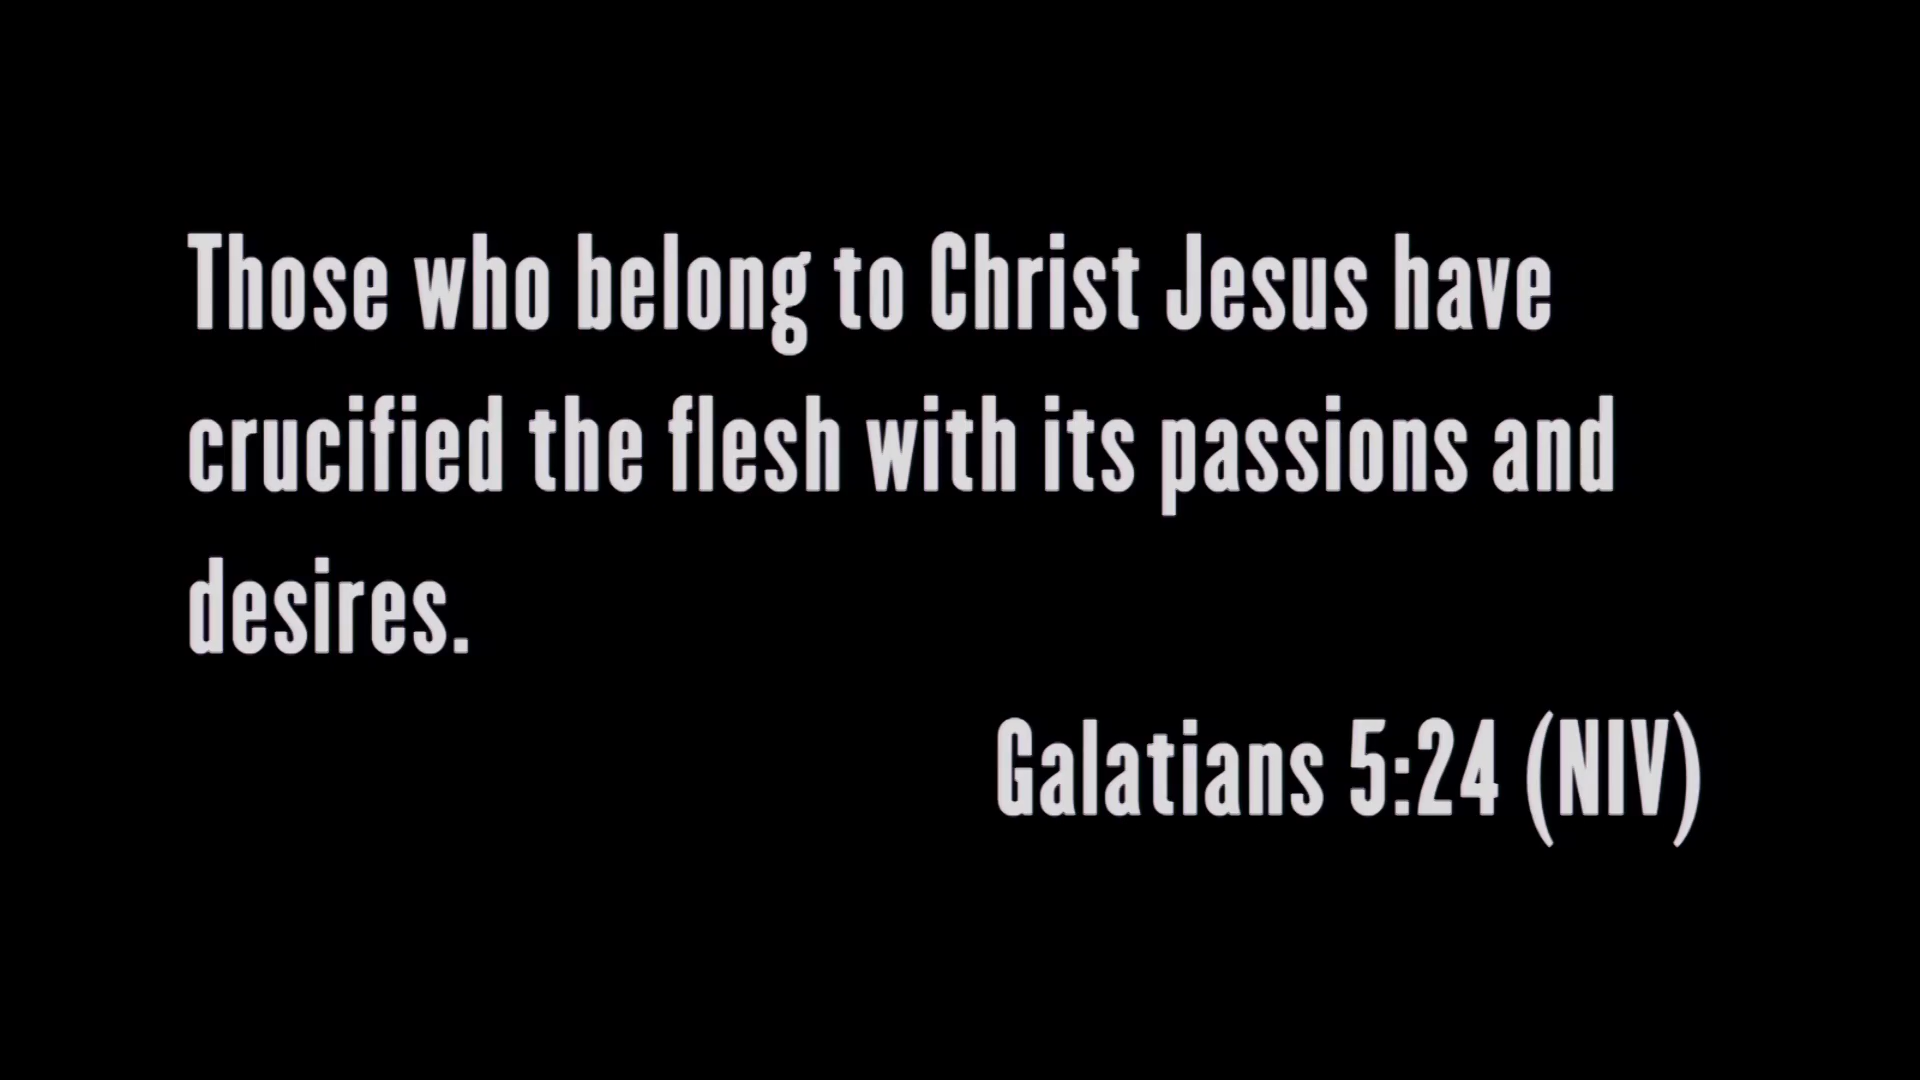 Those who belong to Christ Jesus have
crucified the flesh with its passions and
desires.
Galatians 5:24 (NIV)